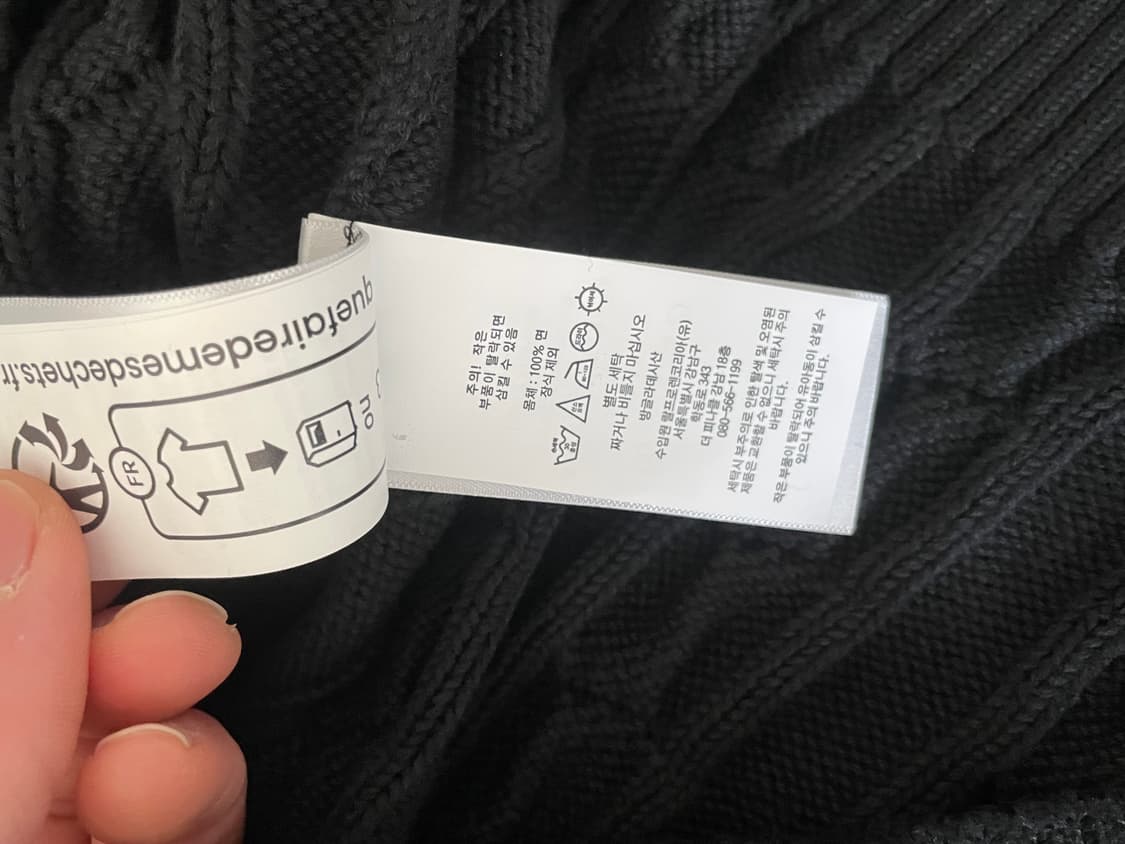 quefairedemesdechets.fr
FR
ou
주의! 작은
부품이 탈락되면
삼킬 수 있음
몸체 : 100% 면
장식 제외
별도 세탁
짜거나 비틀지 마십시오
방글라데시산
수입원 랄프로렌코리아(유)
서울특별시 강남구
학동로 343
더 피나클 강남 18층
080-566-1199
세탁시 부주의로 인한 탈색 및 오염된
제품은 교환할 수 없으니 세탁시 주의
바랍니다.
작은 부품이 탈락되어 유아동이 삼킬 수
있으니 주의 바랍니다.